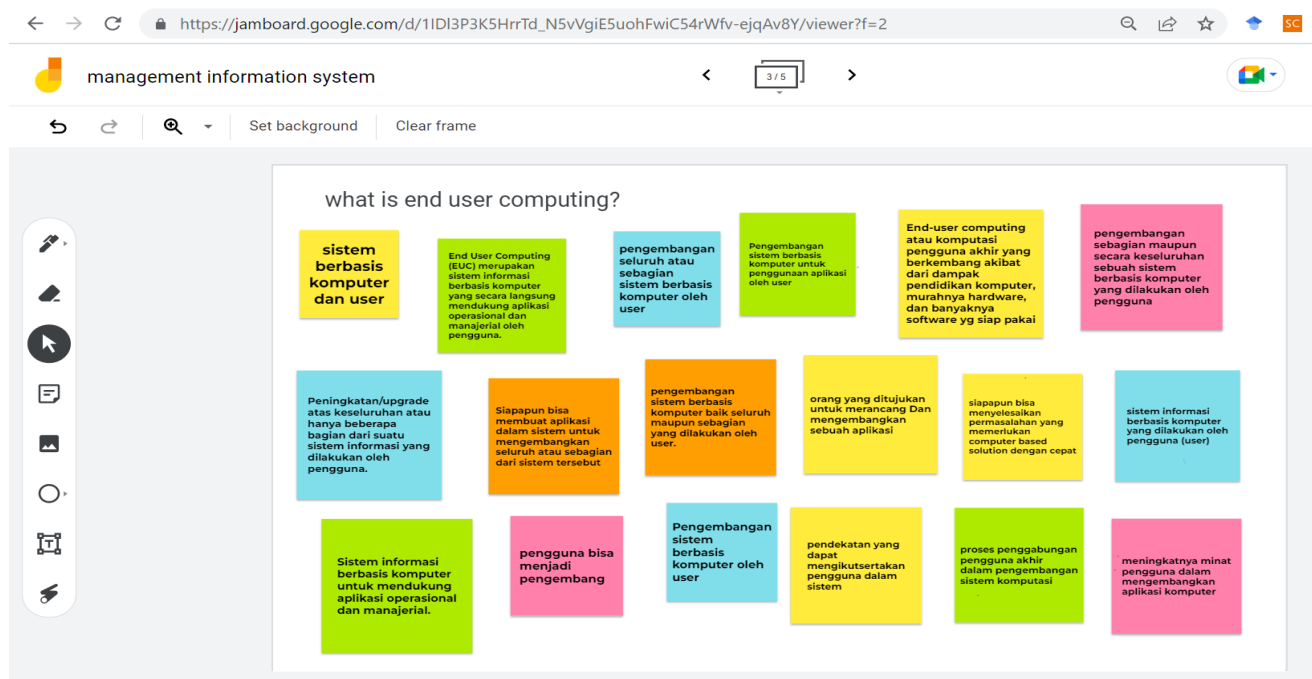 https://jamboard.google.com/d/1IDI3P3K5HrrTd_N5vVgiE5uohFwiC54rWfv-ejqAv8Y/viewer?f=2
SC
management information system
3 / 5
Set background
Clear frame
what is end user computing?
sistem
berbasis
komputer
dan user
End User Computing
(EUC) merupakan
sistem informasi
berbasis komputer
yang secara langsung
mendukung aplikasi
operasional dan
manajerial oleh
pengguna.
pengembangan
seluruh atau
sebagian
sistem berbasis
komputer oleh
user
Pengembangan
sistem berbasis
komputer untuk
penggunaan aplikasi
oleh user
End-user computing
atau komputasi
pengguna akhir yang
berkembang akibat
dari dampak
pendidikan komputer,
murahnya hardware,
dan banyaknya
software yg siap pakai
pengembangan
sebagian maupun
secara keseluruhan
sebuah sistem
berbasis komputer
yang dilakukan oleh
pengguna
Peningkatan/upgrade
atas keseluruhan atau
hanya beberapa
bagian dari suatu
sistem informasi yang
dilakukan oleh
pengguna.
Siapapun bisa
membuat aplikasi
dalam sistem untuk
mengembangkan
seluruh atau sebagian
dari sistem tersebut
pengembangan
sistem berbasis
komputer baik seluruh
maupun sebagian
yang dilakukan oleh
user.
orang yang ditujukan
untuk merancang Dan
mengembangkan
sebuah aplikasi
siapapun bisa
menyelesaikan
permasalahan yang
memerlukan
computer based
solution dengan cepat
sistem informasi
berbasis komputer
yang dilakukan oleh
pengguna (user)
Sistem informasi
berbasis komputer
untuk mendukung
aplikasi operasional
dan manajerial.
pengguna bisa
menjadi
pengembang
Pengembangan
sistem
berbasis
komputer oleh
user
pendekatan yang
dapat
mengikutsertakan
pengguna dalam
sistem
proses penggabungan
pengguna akhir
dalam pengembangan
sistem komputasi
meningkatnya minat
pengguna dalam
mengembangkan
aplikasi komputer